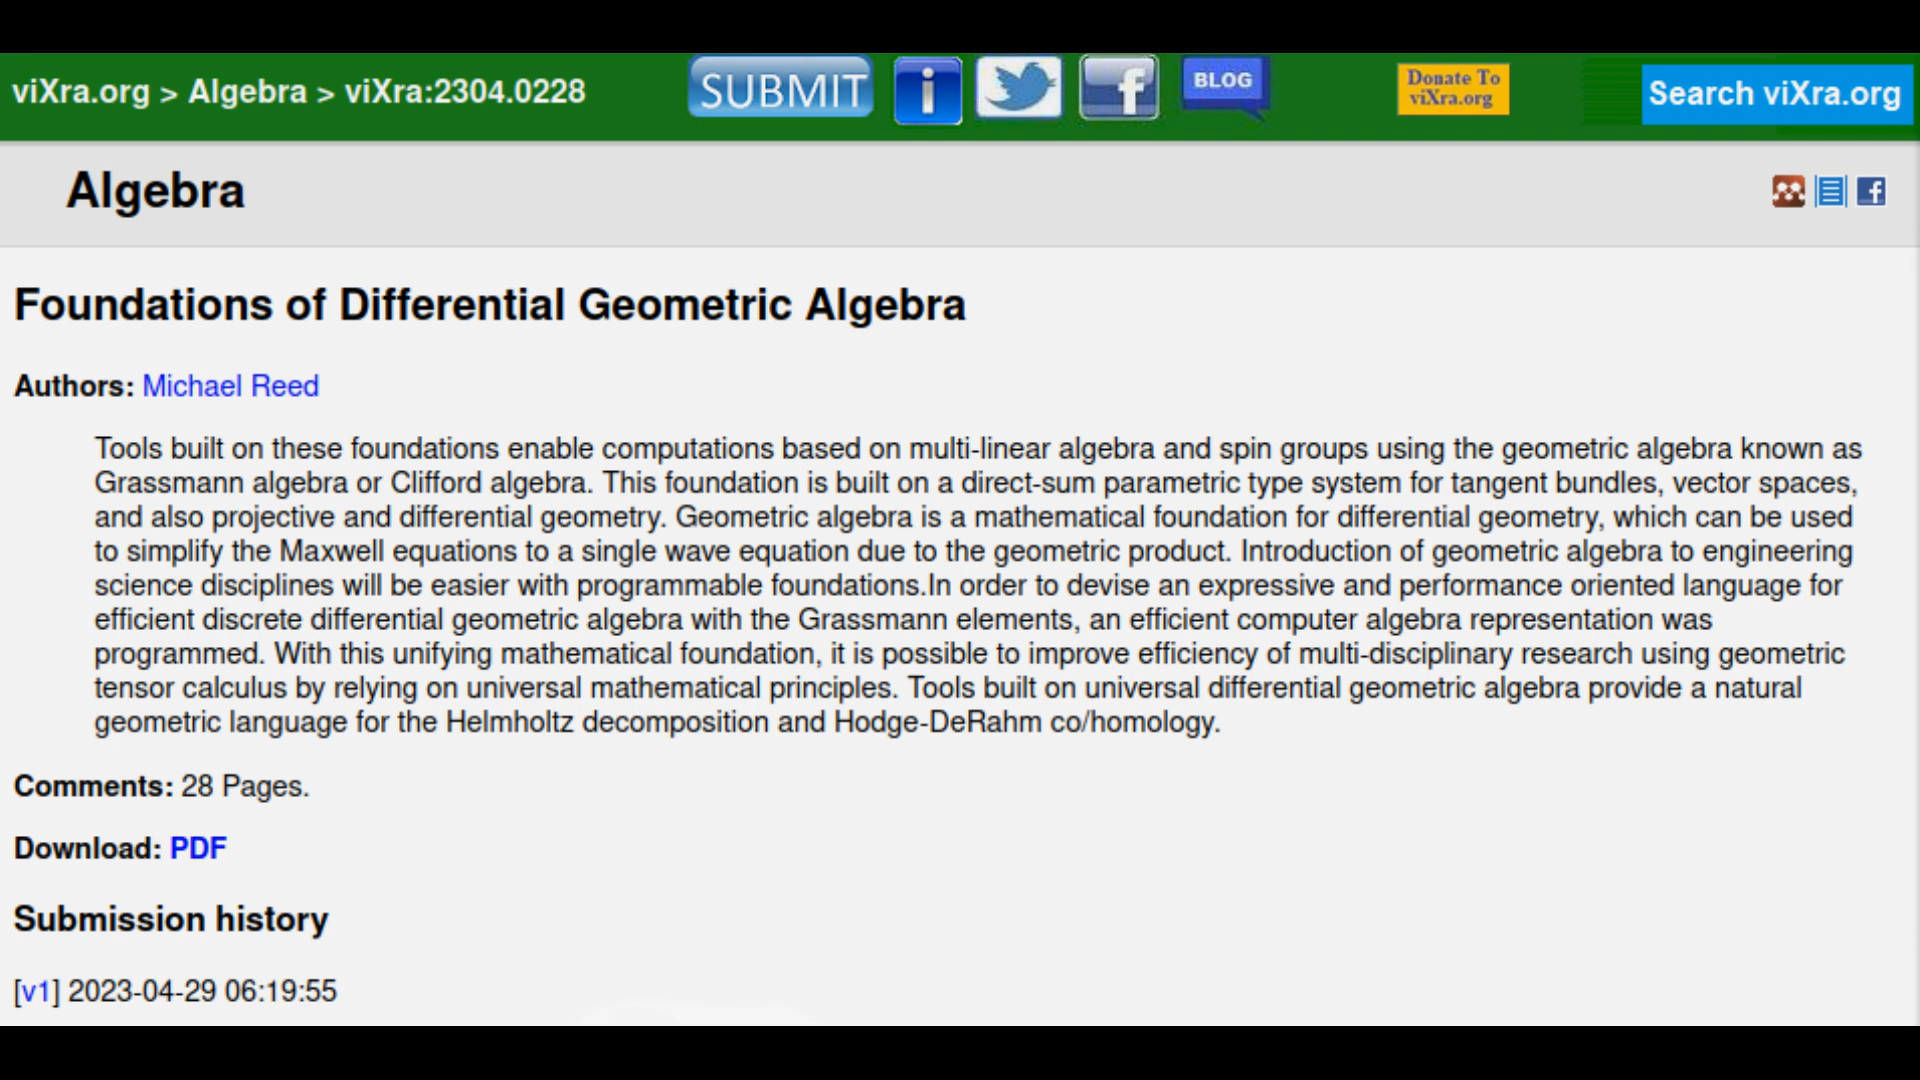 viXra.org > Algebra > viXra:2304.0228 SUBMIT i f BLOG Donate To viXra.org Search viXra.org
Algebra f
Foundations of Differential Geometric Algebra
Authors: Michael Reed
Tools built on these foundations enable computations based on multi-linear algebra and spin groups using the geometric algebra known as
Grassmann algebra or Clifford algebra. This foundation is built on a direct-sum parametric type system for tangent bundles, vector spaces,
and also projective and differential geometry. Geometric algebra is a mathematical foundation for differential geometry, which can be used
to simplify the Maxwell equations to a single wave equation due to the geometric product. Introduction of geometric algebra to engineering
science disciplines will be easier with programmable foundations.In order to devise an expressive and performance oriented language for
efficient discrete differential geometric algebra with the Grassmann elements, an efficient computer algebra representation was
programmed. With this unifying mathematical foundation, it is possible to improve efficiency of multi-disciplinary research using geometric
tensor calculus by relying on universal mathematical principles. Tools built on universal differential geometric algebra provide a natural
geometric language for the Helmholtz decomposition and Hodge-DeRahm co/homology.
Comments: 28 Pages.
Download: PDF
Submission history
[v1] 2023-04-29 06:19:55